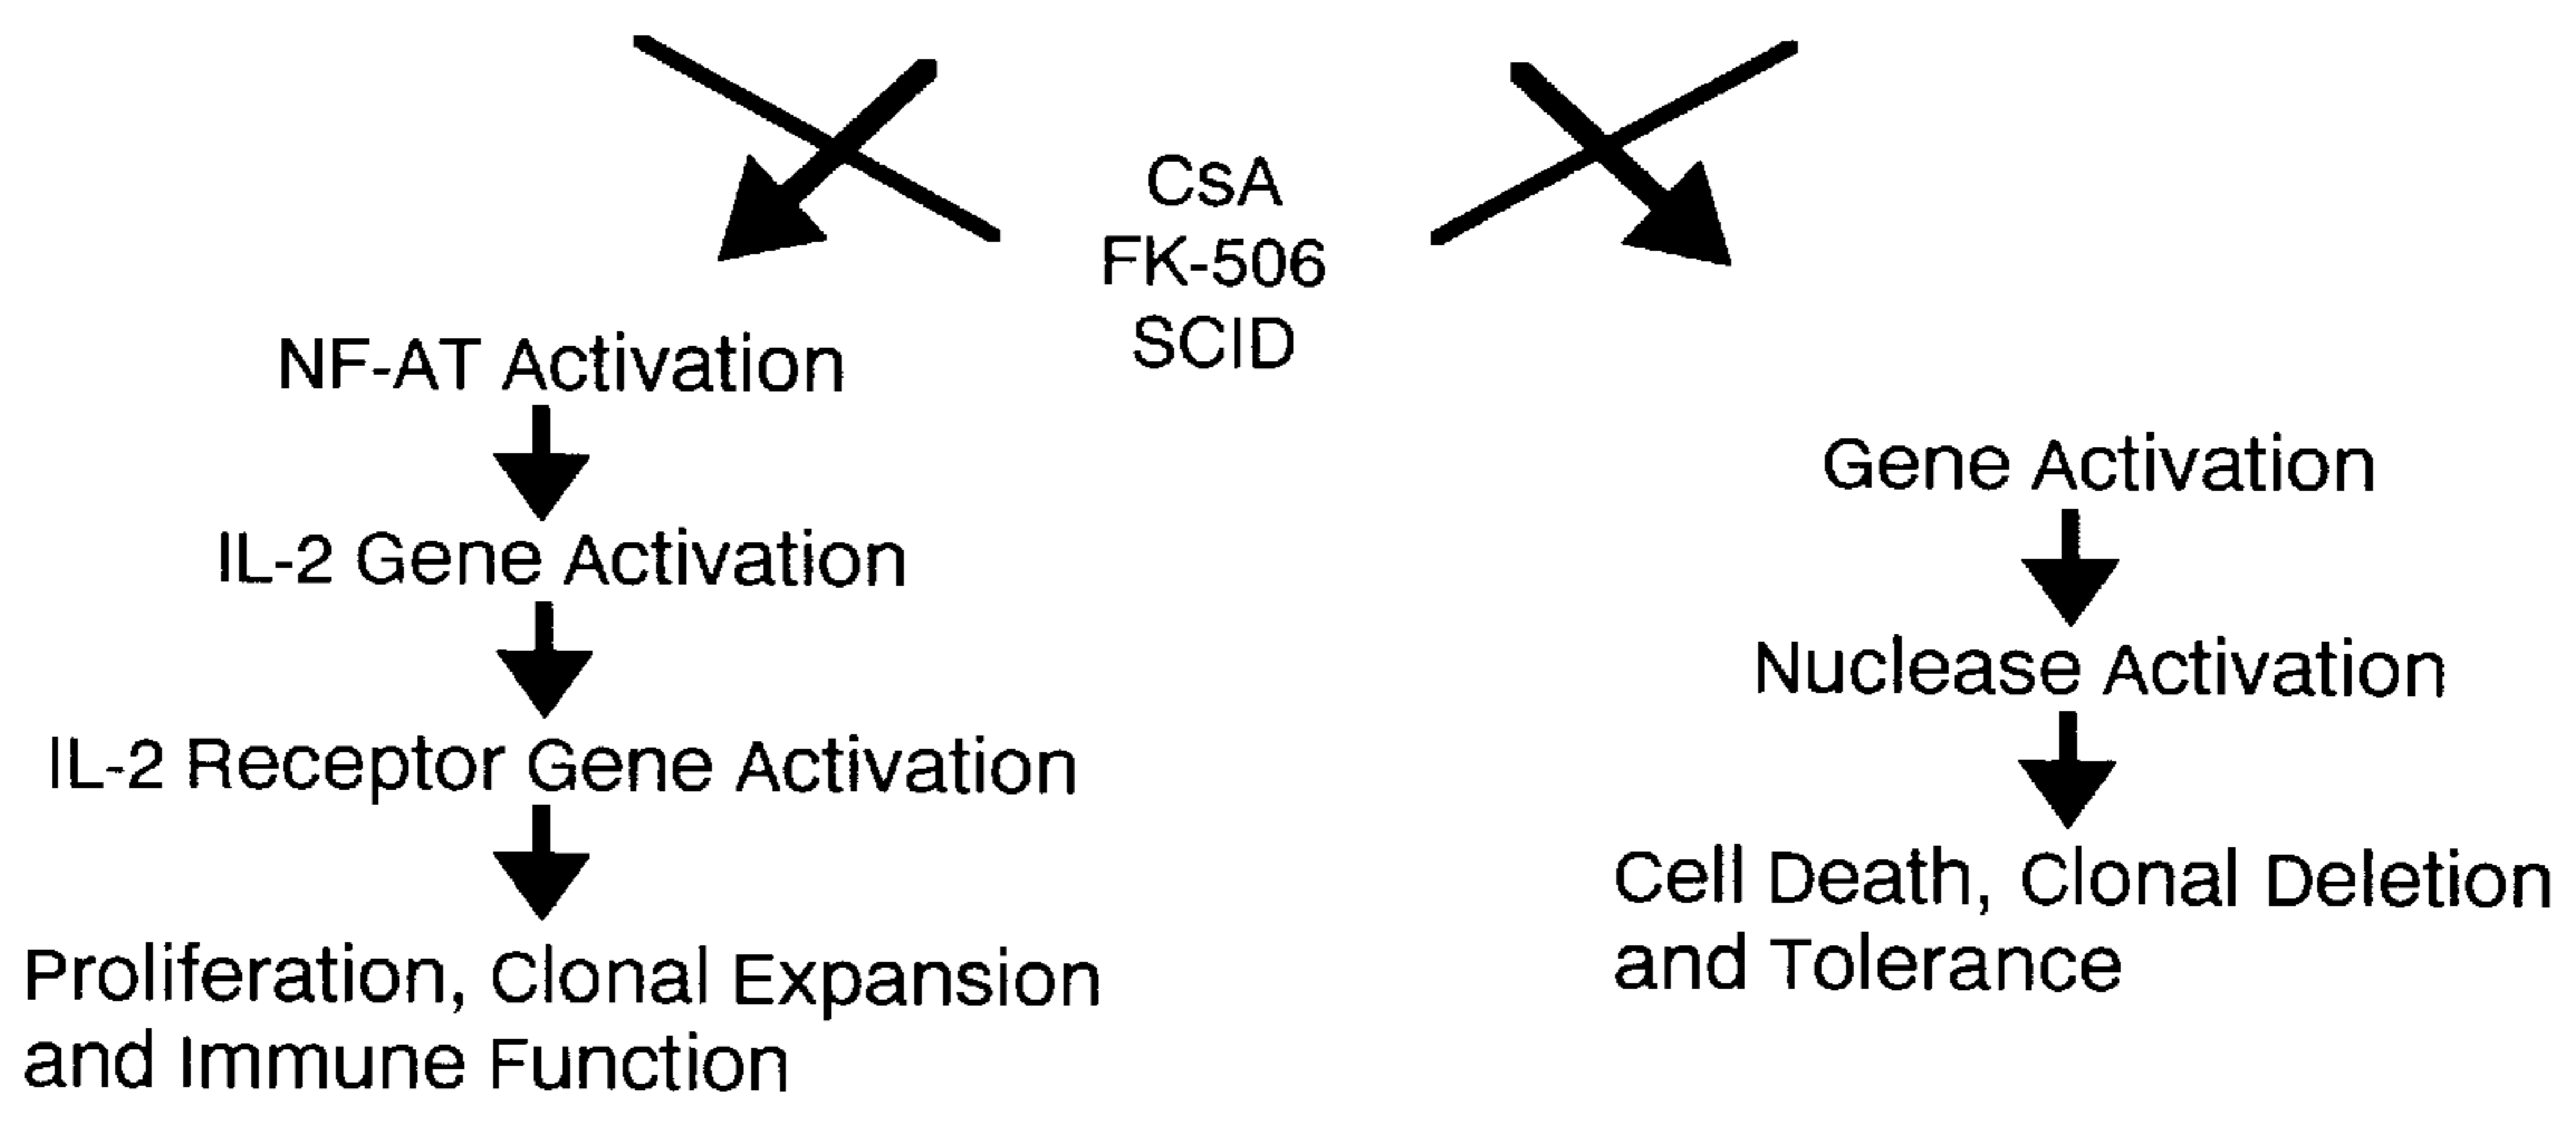 CsA
FK-506
SCID
NF-AT Activation
IL-2 Gene Activation
IL-2 Receptor Gene Activation
Proliferation, Clonal Expansion
and Immune Function
Gene Activation
Nuclease Activation
Cell Death, Clonal Deletion
and Tolerance